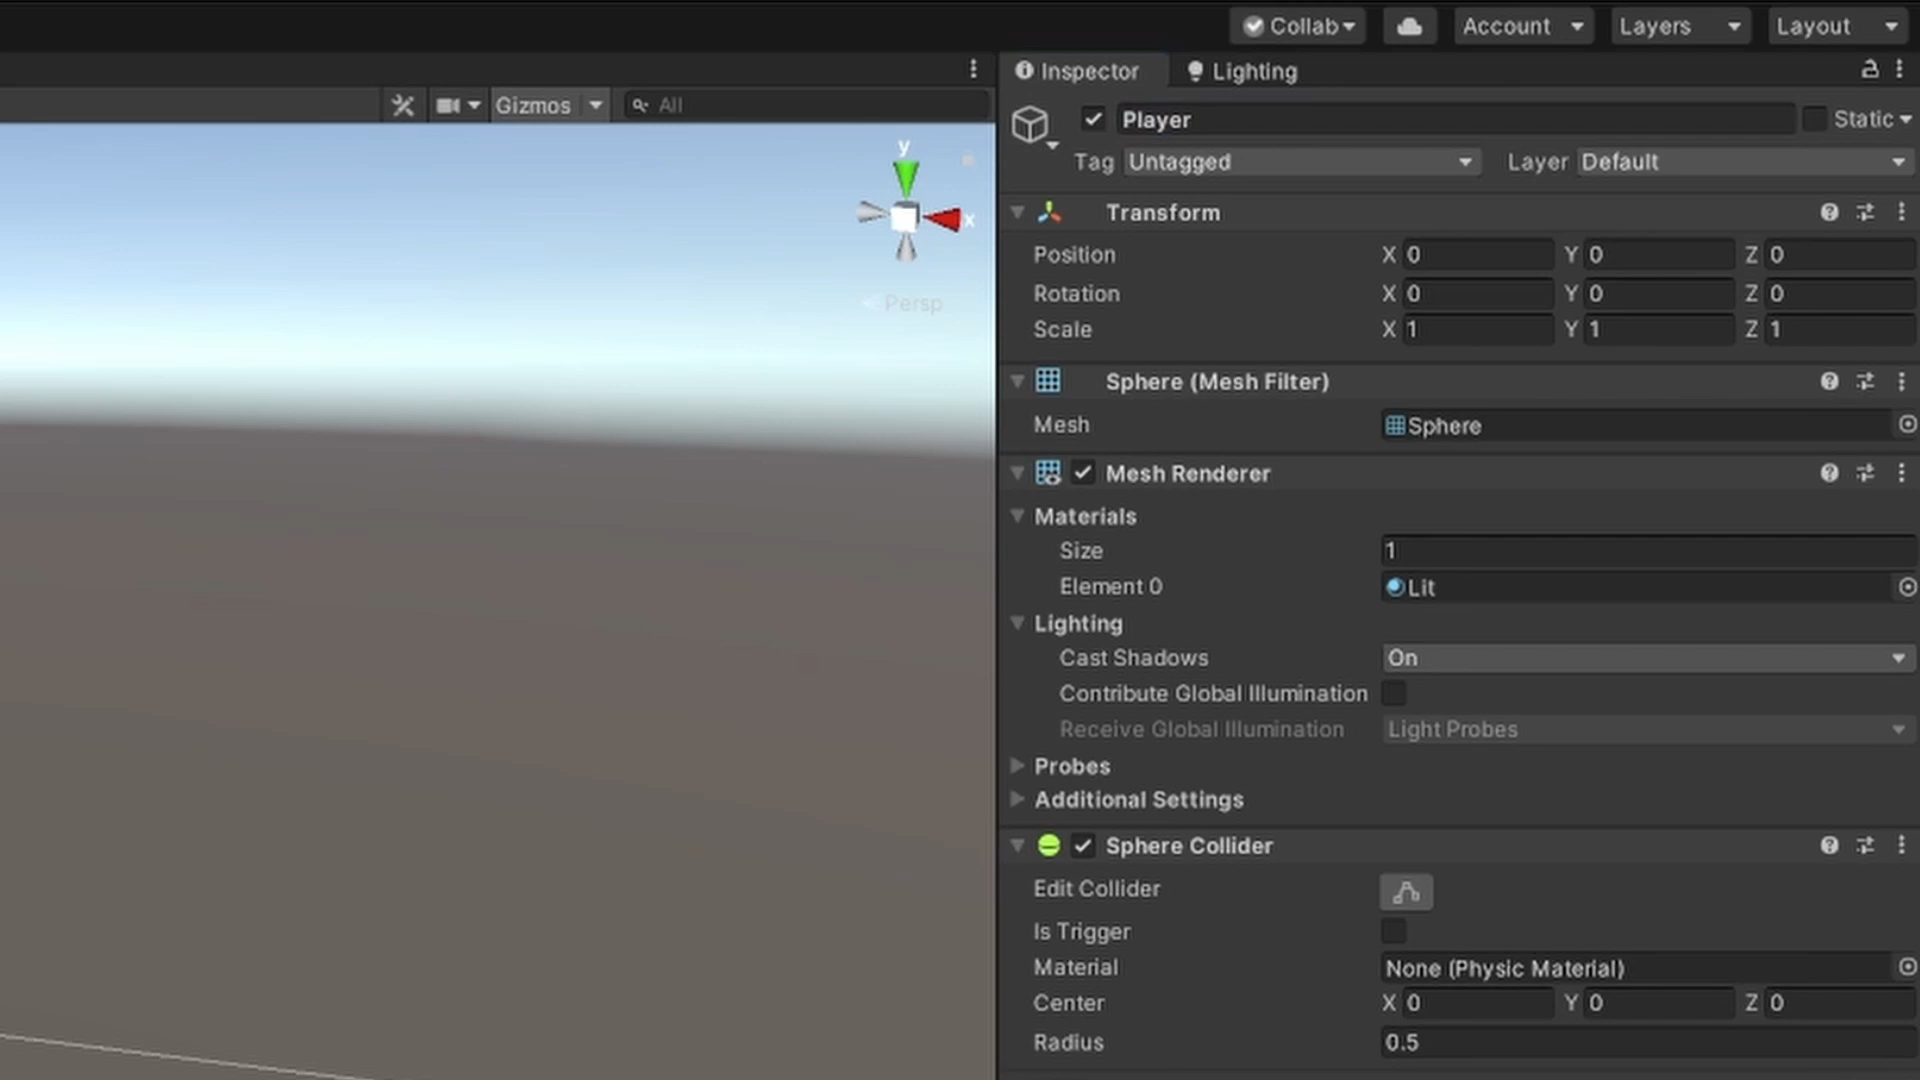 Collab Account Layers Layout
Inspector Lighting
Gizmos All
Player Static
Tag Untagged Layer Default
y
x
Persp
Transform
Position X 0 Y 0 Z 0
Rotation X 0 Y 0 Z 0
Scale X 1 Y 1 Z 1
Sphere (Mesh Filter)
Mesh Sphere
Mesh Renderer
Materials
Size 1
Element 0 Lit
Lighting
Cast Shadows On
Contribute Global Illumination
Receive Global Illumination Light Probes
Probes
Additional Settings
Sphere Collider
Edit Collider
Is Trigger
Material None (Physic Material)
Center X 0 Y 0 Z 0
Radius 0.5